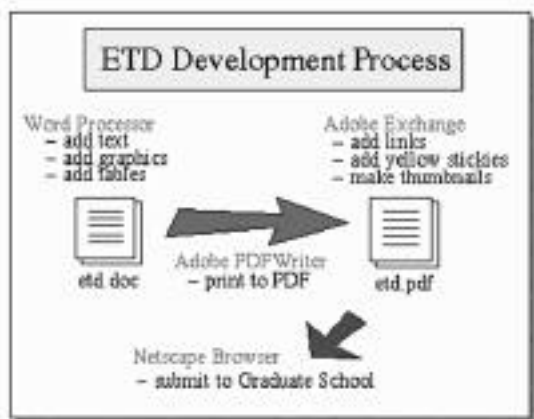 ETD Development Process
Word Processor
– add text
– add graphics
– add tables
Adobe Exchange
– add links
– add yellow stickies
– make thumbnails
etd.doc
Adobe PDFWriter
– print to PDF
etd.pdf
Netscape Browser
– submit to Graduate School